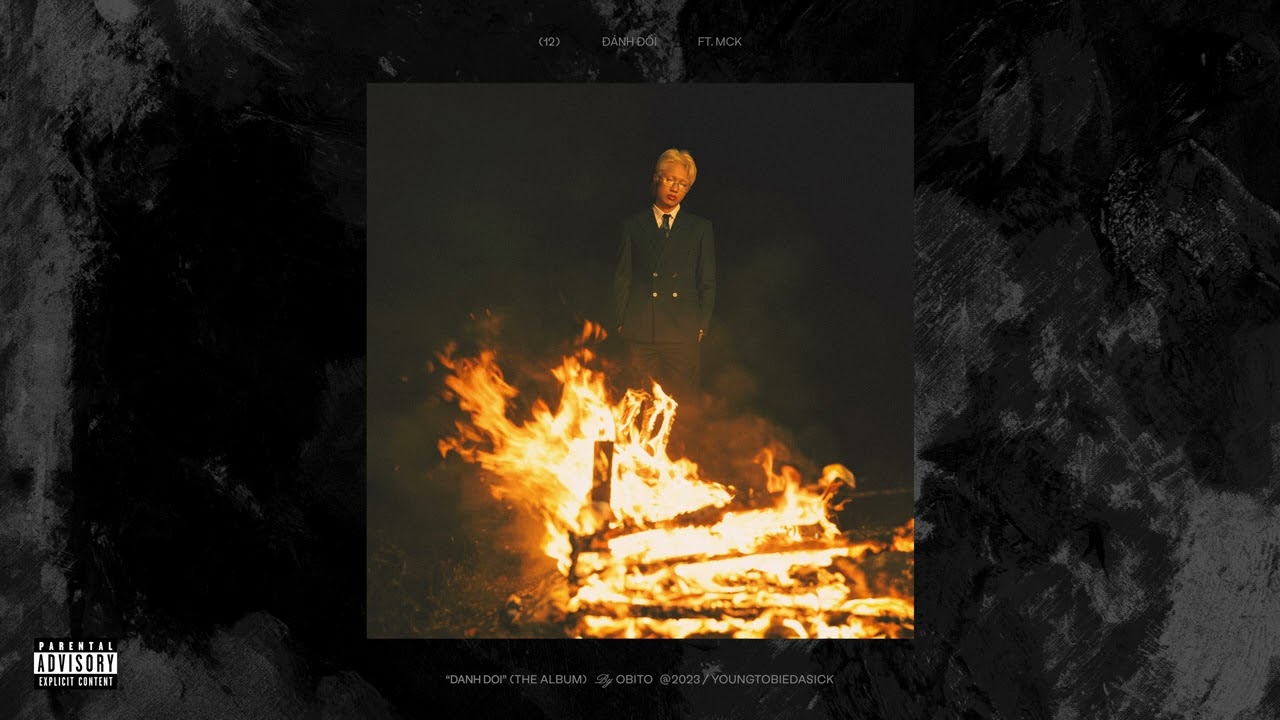 (12) ĐÁNH ĐỔI FT. MCK
PARENTAL
ADVISORY
EXPLICIT CONTENT
“DANH DOI” (THE ALBUM) By OBITO @2023 / YOUNGTOBIEDASICK